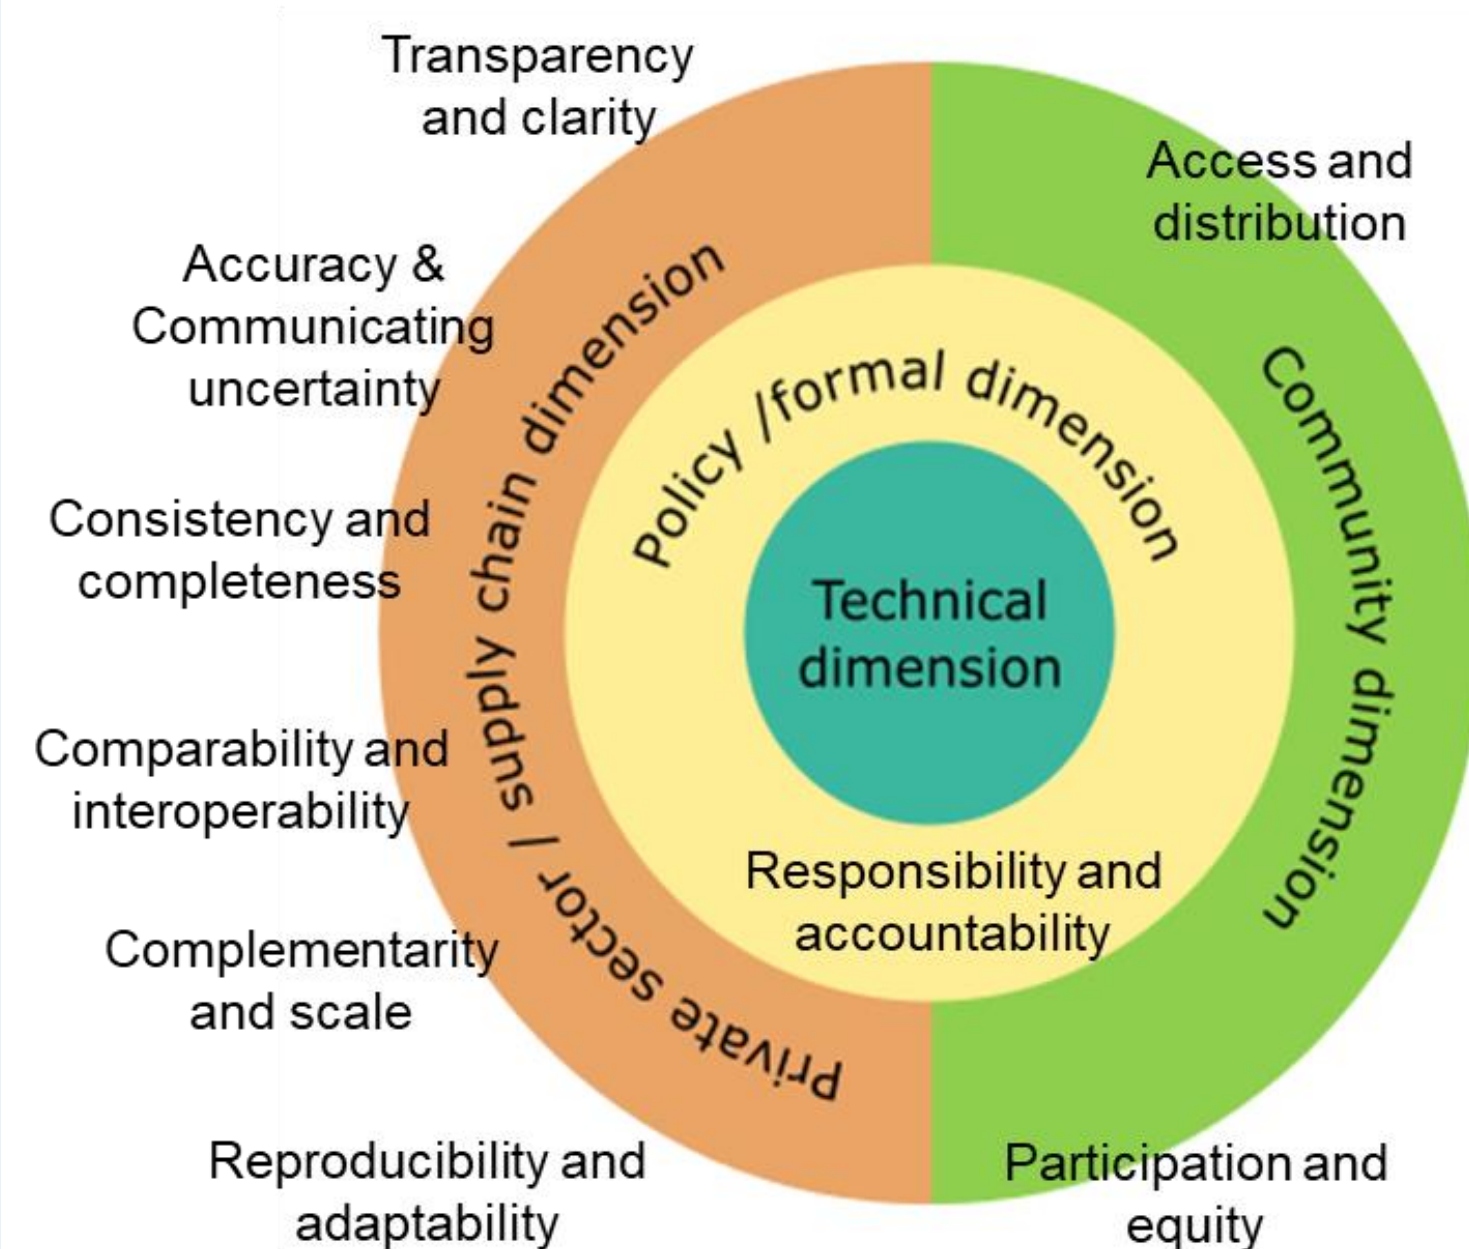 Transparency
and clarity
Access and
distribution
Accuracy &
Communicating
uncertainty
Consistency and
completeness
Comparability and
interoperability
Complementarity
and scale
Reproducibility and
adaptability
Private sector / supply chain dimension
Policy /formal dimension
Technical
dimension
Responsibility and
accountability
Community dimension
Participation and
equity